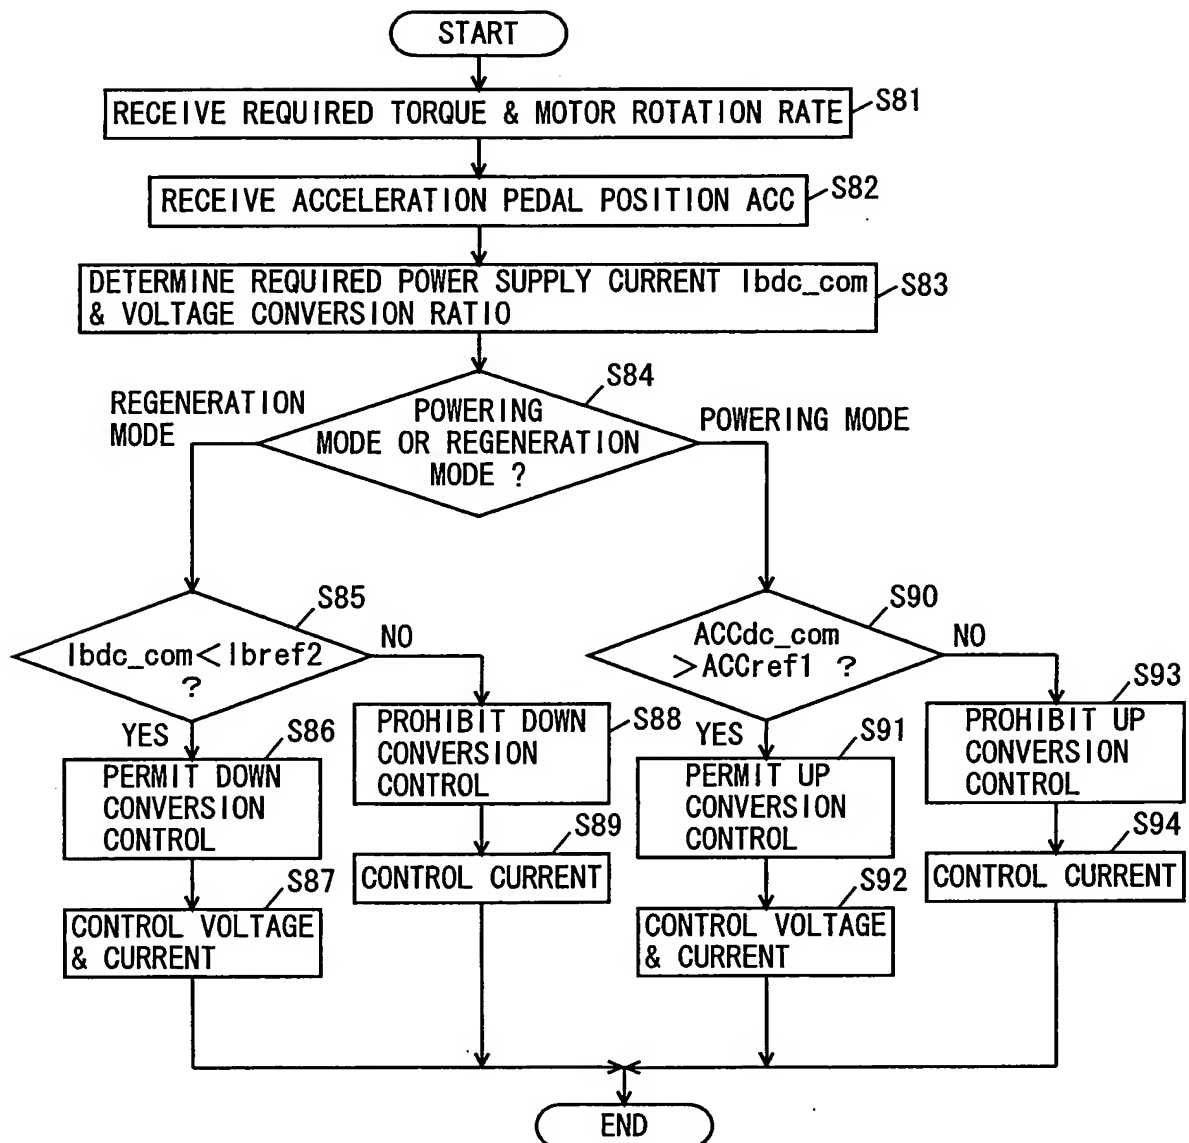 START
RECEIVE REQUIRED TORQUE & MOTOR ROTATION RATE
S81
RECEIVE ACCELERATION PEDAL POSITION ACC
S82
DETERMINE REQUIRED POWER SUPPLY CURRENT Ibdc_com
& VOLTAGE CONVERSION RATIO
S83
S84
POWERING
MODE OR REGENERATION
MODE ?
REGENERATION
MODE
POWERING MODE
S85
Ibdc_com<Ibref2
?
NO
YES
S86
PERMIT DOWN
CONVERSION
CONTROL
S87
CONTROL VOLTAGE
& CURRENT
S88
PROHIBIT DOWN
CONVERSION
CONTROL
S89
CONTROL CURRENT
S90
ACCdc_com
>ACCref1 ?
NO
YES
S91
PERMIT UP
CONVERSION
CONTROL
S92
CONTROL VOLTAGE
& CURRENT
S93
PROHIBIT UP
CONVERSION
CONTROL
S94
CONTROL CURRENT
END